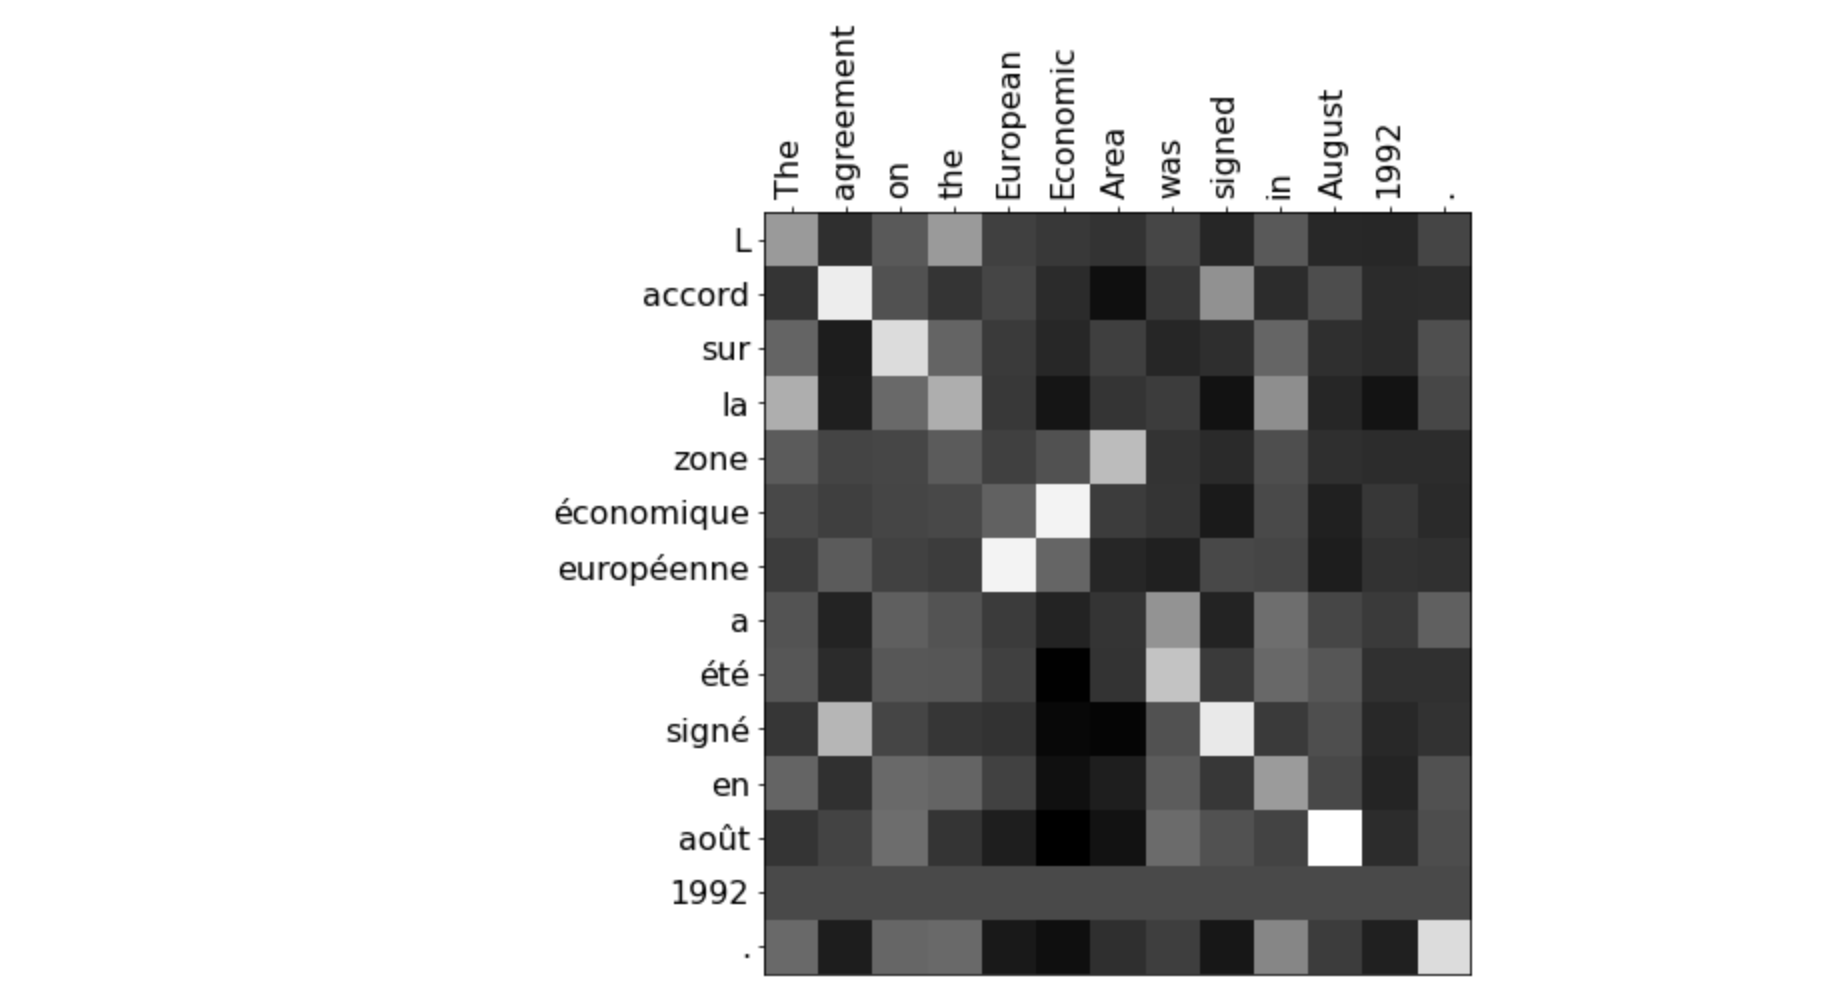 The agreement on the European Economic Area was signed in August 1992 .
L
accord
sur
la
zone
économique
européenne
a
été
signé
en
août
1992
.